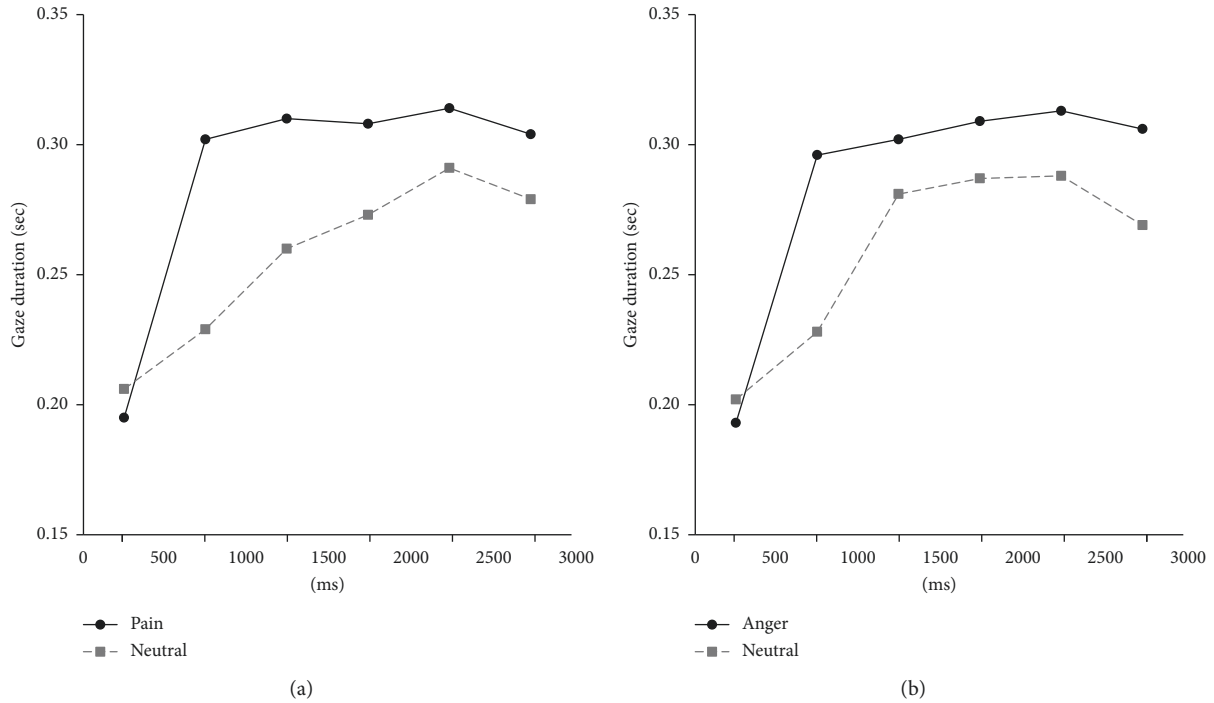 0.35
0.30
0.25
0.20
0.15
Gaze duration (sec)
0 500 1000 1500 2000 2500 3000
(ms)
Pain
Neutral
(a)
0.35
0.30
0.25
0.20
0.15
Gaze duration (sec)
0 500 1000 1500 2000 2500 3000
(ms)
Anger
Neutral
(b)